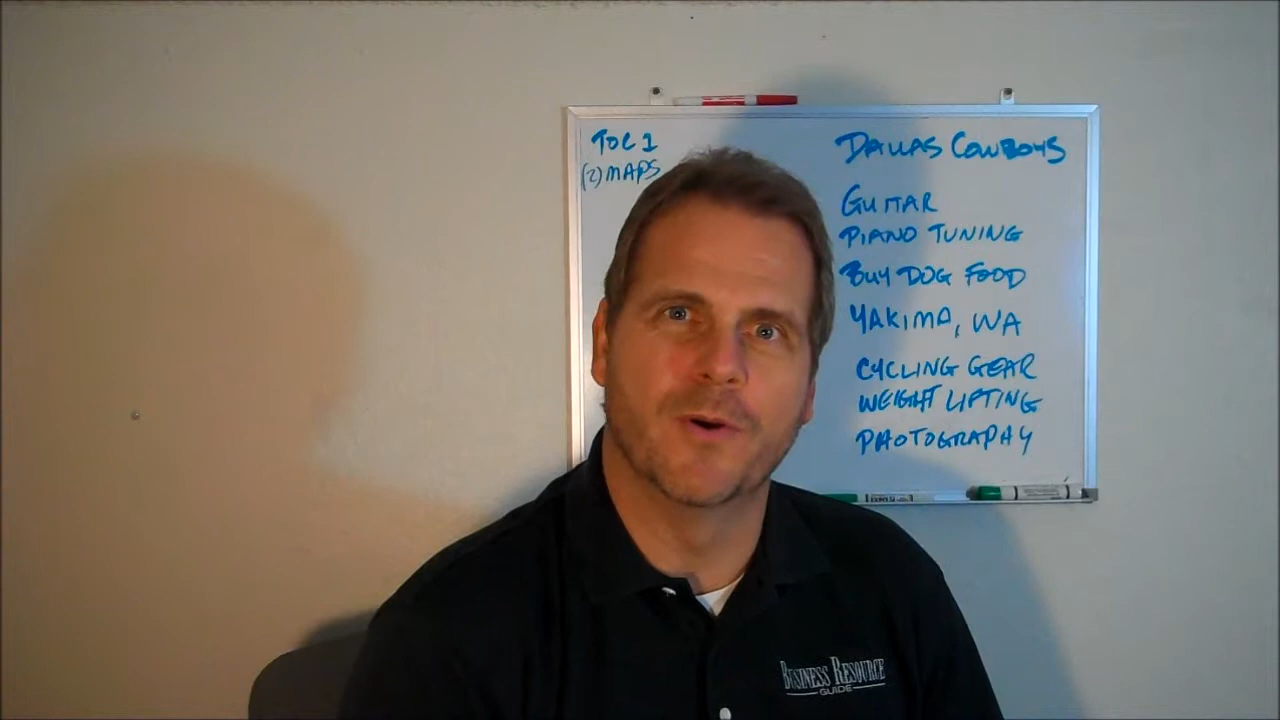 TOC 1
(2) MAPS
DALLAS COWBOYS
GUITAR
PIANO TUNING
BUY DOG FOOD
YAKIMA, WA
CYCLING GEAR
WEIGHT LIFTING
PHOTOGRAPHY
BUSINESS RESOURCE
GUIDE